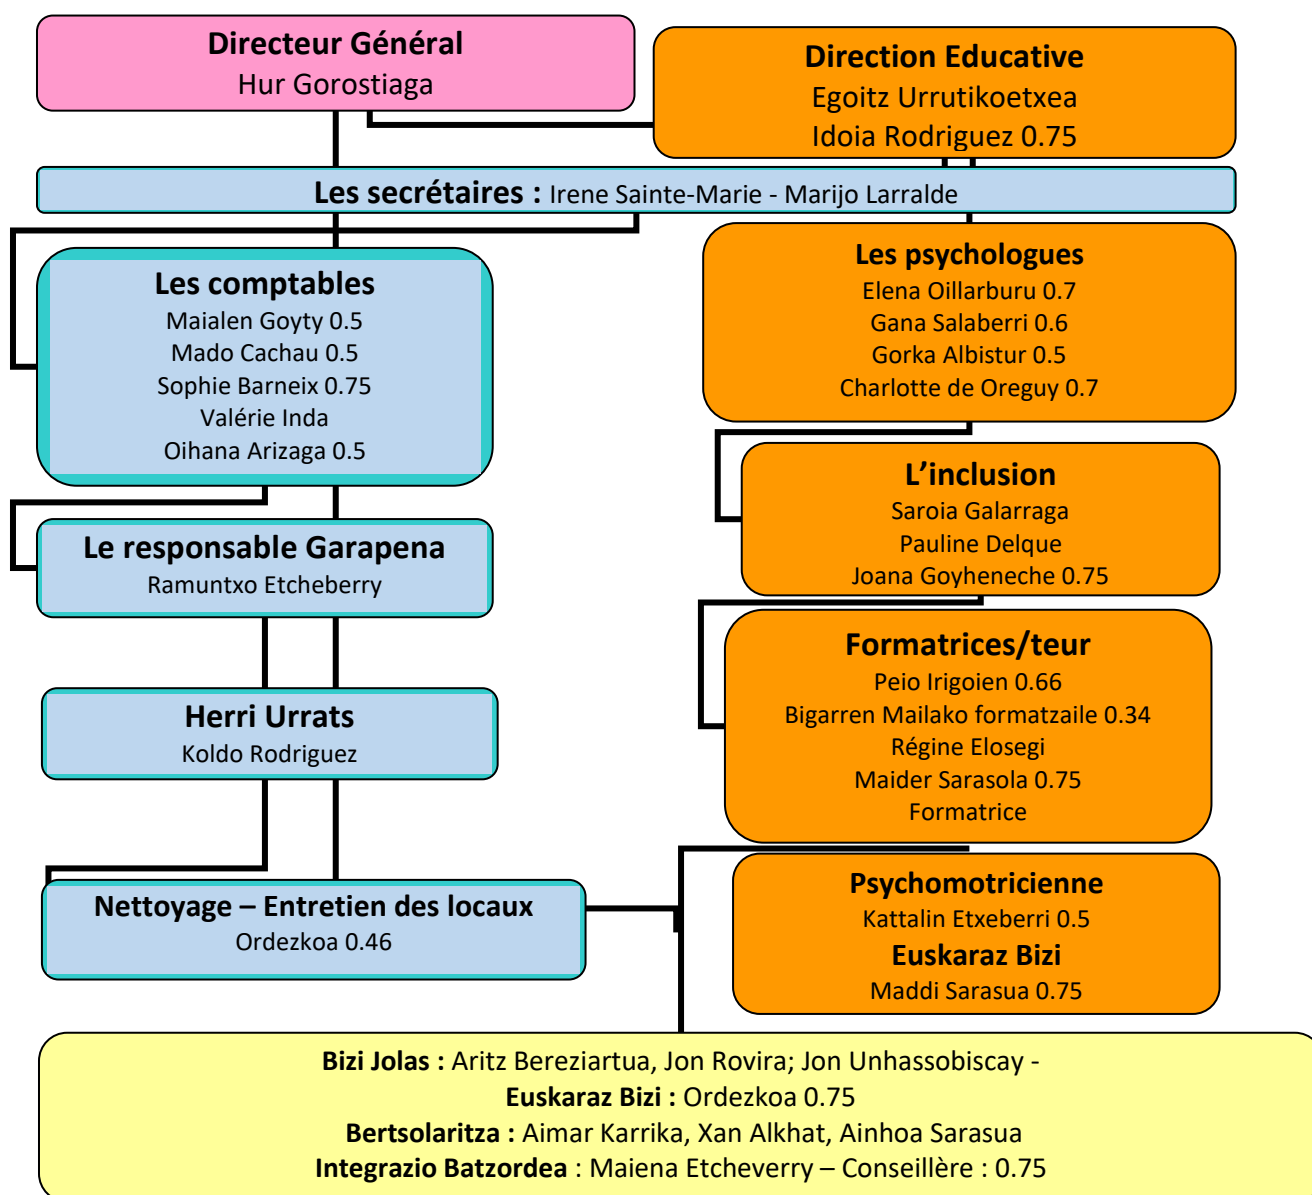 Directeur Général
Hur Gorostiaga
Direction Educative
Egoitz Urrutikoetxea
Idoia Rodriguez 0.75
Les secrétaires : Irene Sainte-Marie - Marijo Larralde
Les comptables
Maialen Goyty 0.5
Mado Cachau 0.5
Sophie Barneix 0.75
Valérie Inda
Oihana Arizaga 0.5
Les psychologues
Elena Oillarburu 0.7
Gana Salaberri 0.6
Gorka Albistur 0.5
Charlotte de Oreguy 0.7
L’inclusion
Saroia Galarraga
Pauline Delque
Joana Goyheneche 0.75
Le responsable Garapena
Ramuntxo Etcheberry
Formatrices/teur
Peio Irigoien 0.66
Bigarren Mailako formatzaile 0.34
Régine Elosegi
Maider Sarasola 0.75
Formatrice
Herri Urrats
Koldo Rodriguez
Nettoyage – Entretien des locaux
Ordezkoa 0.46
Psychomotricienne
Kattalin Etxeberri 0.5
Euskaraz Bizi
Maddi Sarasua 0.75
Bizi Jolas : Aritz Bereziartua, Jon Rovira; Jon Unhassobiscay -
Euskaraz Bizi : Ordezkoa 0.75
Bertsolaritza : Aimar Karrika, Xan Alkhat, Ainhoa Sarasua
Integrazio Batzordea : Maiena Etcheverry – Conseillère : 0.75